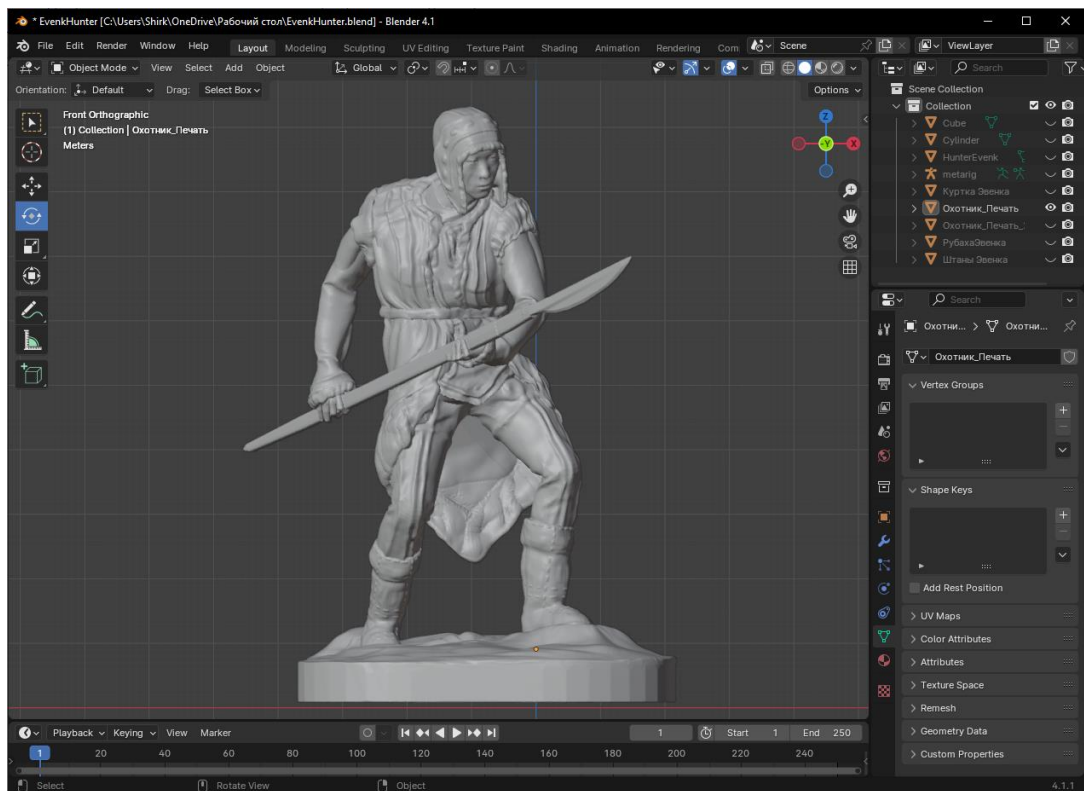 * EvenkHunter [C:\Users\Shirk\OneDrive\Рабочий стол\EvenkHunter.blend] - Blender 4.1
File Edit Render Window Help Layout Modeling Sculpting UV Editing Texture Paint Shading Animation Rendering Com Scene ViewLayer
Object Mode View Select Add Object Global Search
Orientation: Default Drag: Select Box Options
Front Orthographic
(1) Collection | Охотник_Печать
Meters
Z
-Y
X
Scene Collection
Collection
Cube
Cylinder
HunterEvenk
metarig
Куртка Эвенка
Охотник_Печать
Охотник_Печать_
РубахаЭвенка
Штаны Эвенка
Search
Охотни... > Охотни...
Охотник_Печать
Vertex Groups
Shape Keys
Add Rest Position
UV Maps
Color Attributes
Attributes
Texture Space
Remesh
Geometry Data
Custom Properties
Playback Keying View Marker 1 Start 1 End 250
1 20 40 60 80 100 120 140 160 180 200 220 240
Select Rotate View Object 4.1.1